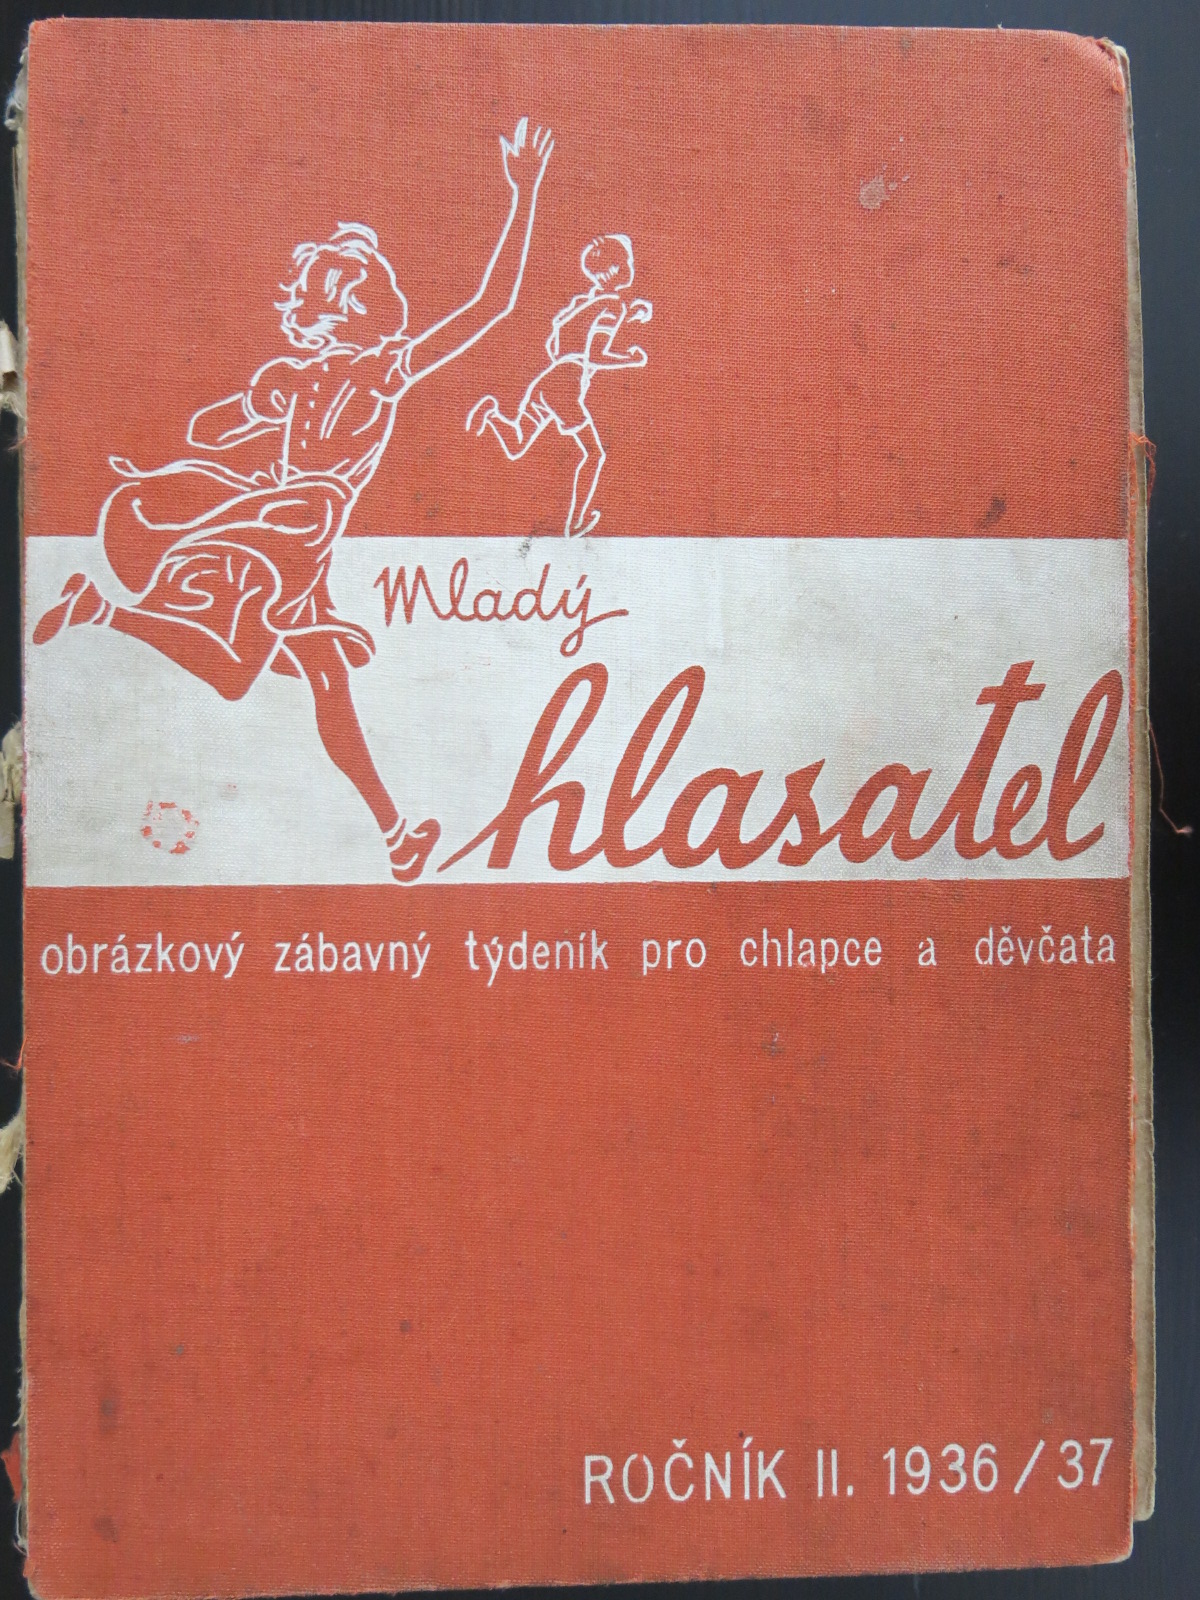 Mladý
hlasatel
obrázkový zábavný týdeník pro chlapce a děvčata
ROČNÍK II. 1936/37